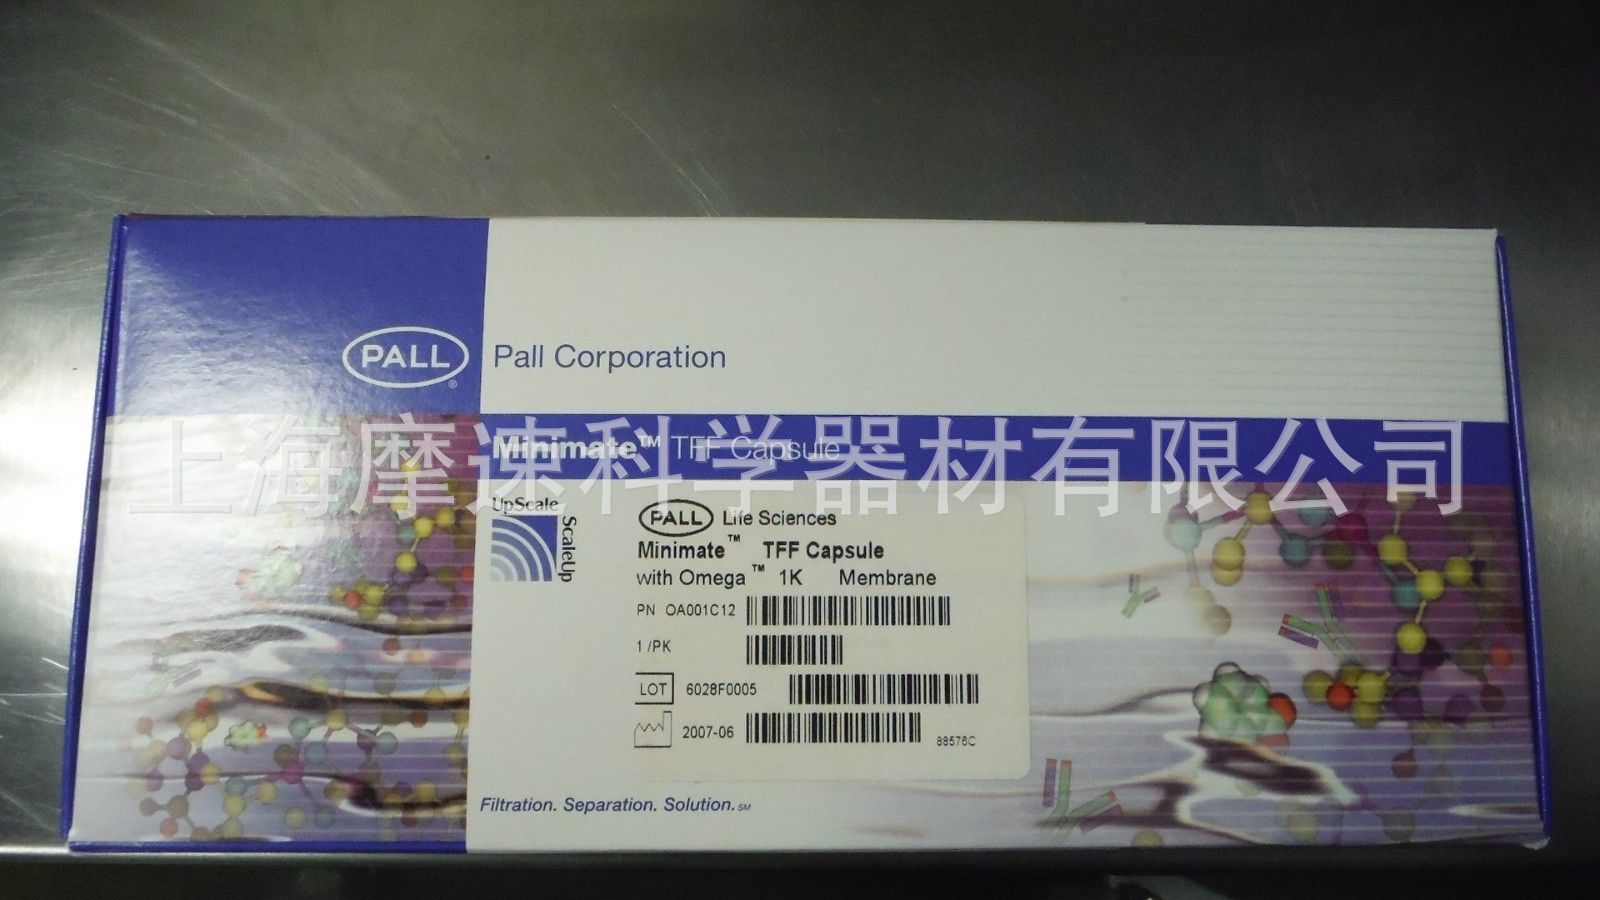 PALL
®
Pall Corporation
Minimate™ TFF Capsule
上海摩速科学器材有限公司
UpScale
ScaleUp
PALL Life Sciences
Minimate™ TFF Capsule
with Omega™ 1K Membrane
PN OA001C12
1 /PK
LOT 6028F0005
2007-06
88576C
Filtration. Separation. Solution.SM